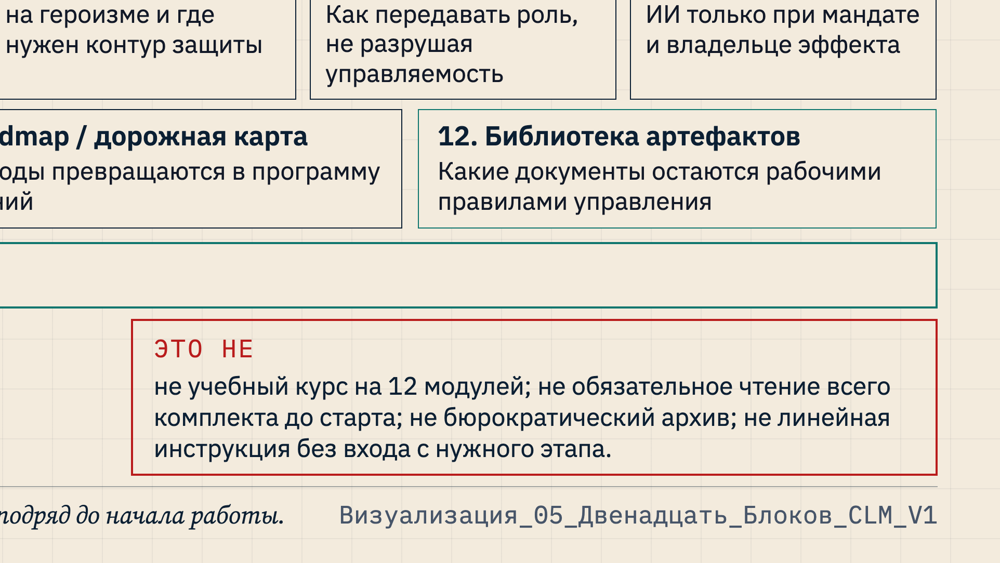 на героизме и где
нужен контур защиты
Как передавать роль,
не разрушая
управляемость
ИИ только при мандате
и владельце эффекта
dmap / дорожная карта
оды превращаются в программу
ний
12. Библиотека артефактов
Какие документы остаются рабочими
правилами управления
ЭТО НЕ
не учебный курс на 12 модулей; не обязательное чтение всего
комплекта до старта; не бюрократический архив; не линейная
инструкция без входа с нужного этапа.
подряд до начала работы.
Визуализация_05_Двенадцать_Блоков_CLM_V1